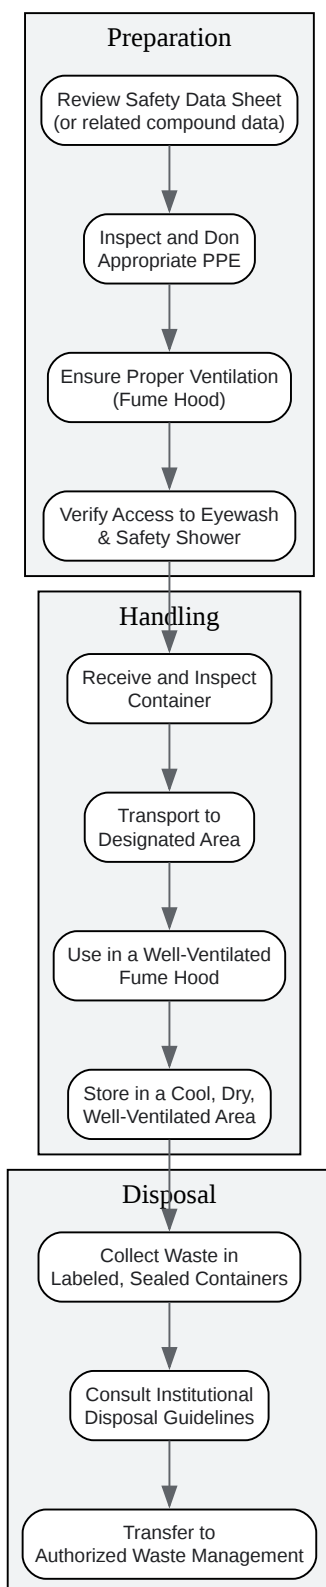 Preparation
Review Safety Data Sheet
(or related compound data)
Inspect and Don
Appropriate PPE
Ensure Proper Ventilation
(Fume Hood)
Verify Access to Eyewash
& Safety Shower
Handling
Receive and Inspect
Container
Transport to
Designated Area
Use in a Well-Ventilated
Fume Hood
Store in a Cool, Dry,
Well-Ventilated Area
Disposal
Collect Waste in
Labeled, Sealed Containers
Consult Institutional
Disposal Guidelines
Transfer to
Authorized Waste Management